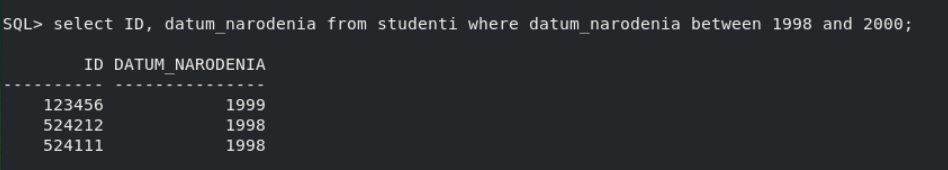 SQL> select ID, datum_narodenia from studenti where datum_narodenia between 1998 and 2000;
        ID DATUM_NARODENIA
---------- ---------------
    123456            1999
    524212            1998
    524111            1998